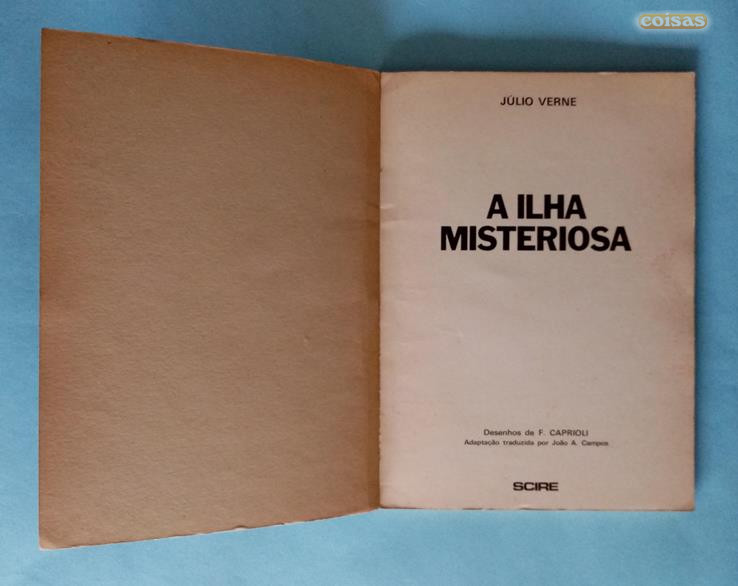 coisas
JÚLIO VERNE
A ILHA
MISTERIOSA
Desenhos de F. CAPRIOLI
Adaptação traduzida por João A. Campos
SCIRE